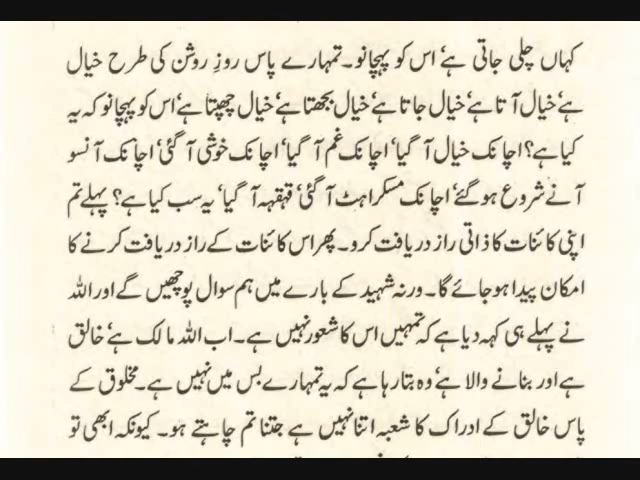 کہاں چلی جاتی ہے‘ اس کو پہچانو۔ تمہارے پاس روزِ روشن کی طرح خیال
ہے‘ خیال آتا ہے‘ خیال جاتا ہے‘ خیال بجھتا ہے‘ خیال چھپتا ہے‘ اس کو پہچانو کہ یہ
کیا ہے؟ اچانک خیال آ گیا‘ اچانک غم آ گیا‘ اچانک خوشی آ گئی‘ اچانک آنسو
آنے شروع ہو گئے‘ اچانک مسکراہٹ آ گئی‘ قہقہہ آ گیا‘ یہ سب کیا ہے؟ پہلے تم
اپنی کائنات کا ذاتی راز دریافت کرو۔ پھر اس کائنات کے راز دریافت کرنے کا
امکان پیدا ہو جائے گا۔ ورنہ شہید کے بارے میں ہم سوال پوچھیں گے اور اللہ
نے پہلے ہی کہہ دیا ہے کہ تمہیں اس کا شعور نہیں ہے۔ اب اللہ مالک ہے‘ خالق
ہے اور بنانے والا ہے‘ وہ بتا رہا ہے کہ یہ تمہارے بس میں نہیں ہے۔ مخلوق کے
پاس خالق کے ادراک کا شعبہ اتنا نہیں ہے جتنا تم چاہتے ہو۔ کیونکہ ابھی تو